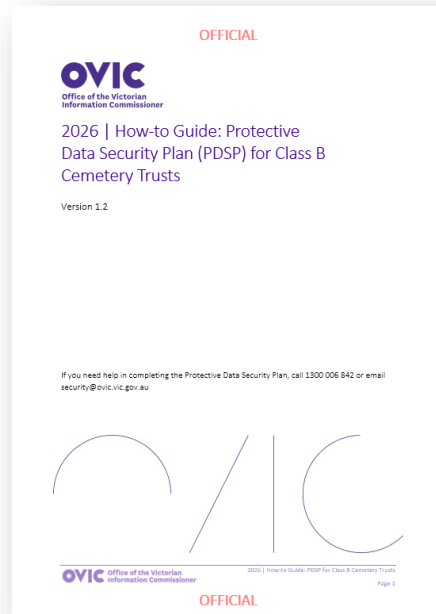 OFFICIAL
OVIC
Office of the Victorian
Information Commissioner
2026 | How-to Guide: Protective
Data Security Plan (PDSP) for Class B
Cemetery Trusts
Version 1.2
If you need help in completing the Protective Data Security Plan, call 1300 006 842 or email
security@ovic.vic.gov.au
OVIC Office of the Victorian
Information Commissioner
2026 | How-to Guide: PDSP for Class B Cemetery Trusts
Page 1
OFFICIAL